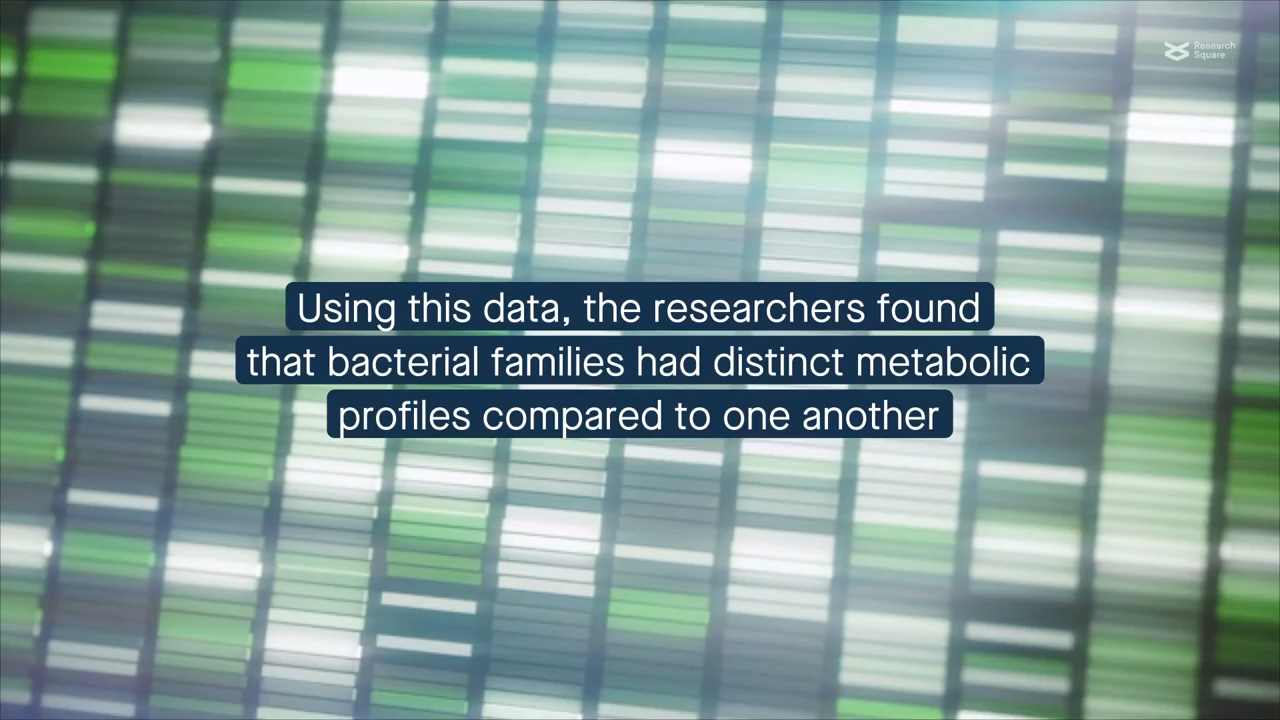 Research
Square
Using this data, the researchers found
that bacterial families had distinct metabolic
profiles compared to one another